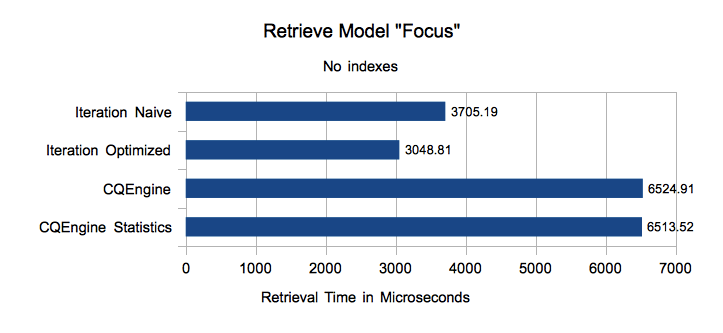 Retrieve Model "Focus"
No indexes
Iteration Naive 3705.19
Iteration Optimized 3048.81
CQEngine 6524.91
CQEngine Statistics 6513.52
0 1000 2000 3000 4000 5000 6000 7000
Retrieval Time in Microseconds